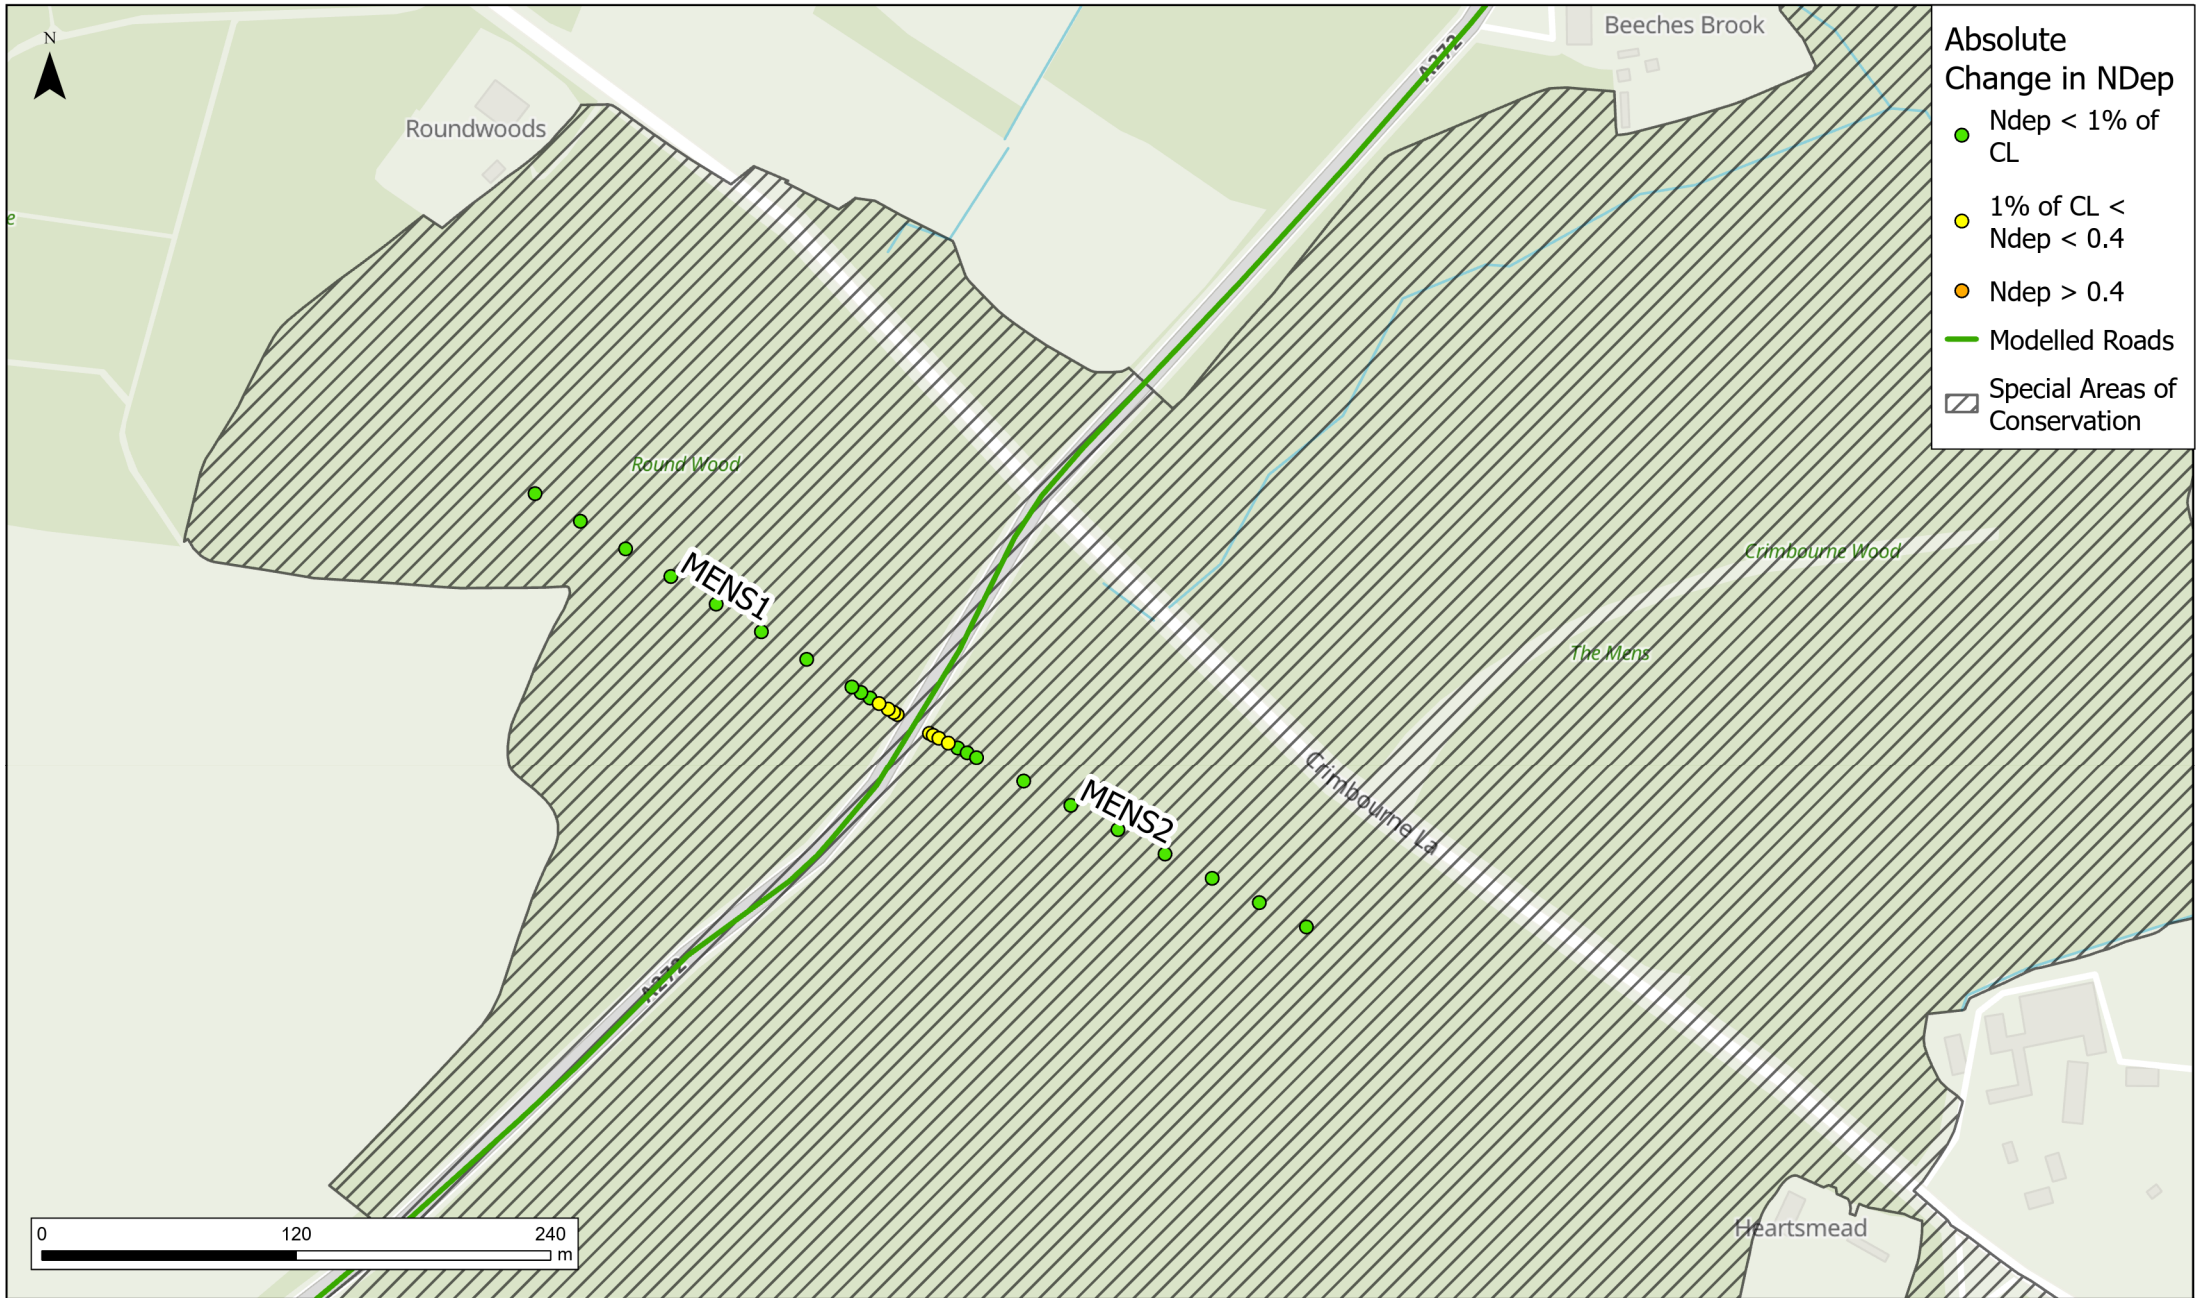 N
Roundwoods
A272
Beeches Brook
Absolute
Change in NDep
Ndep < 1% of
CL
1% of CL <
Ndep < 0.4
Ndep > 0.4
Modelled Roads
Special Areas of
Conservation
e
Round Wood
MENS1
Crimbourne Wood
The Mens
Crimbourne La
MENS2
A272
Heartsmead
0 120 240
m